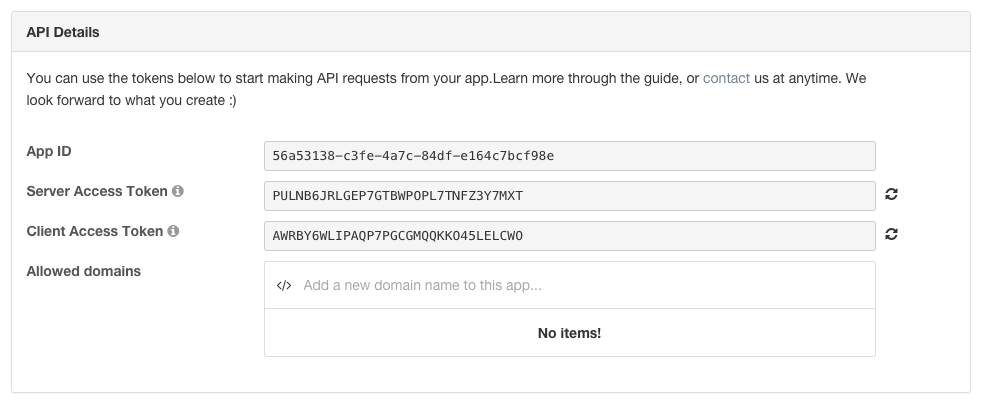 API Details
You can use the tokens below to start making API requests from your app.Learn more through the guide, or contact us at anytime. We
look forward to what you create :)
App ID
56a53138-c3fe-4a7c-84df-e164c7bcf98e
Server Access Token
PULNB6JRLGEP7GTBWPOPL7TNFZ3Y7MXT
Client Access Token
AWRBY6WLIPAQP7PGCGMQQKKO45LELCWO
Allowed domains
</> Add a new domain name to this app...
No items!